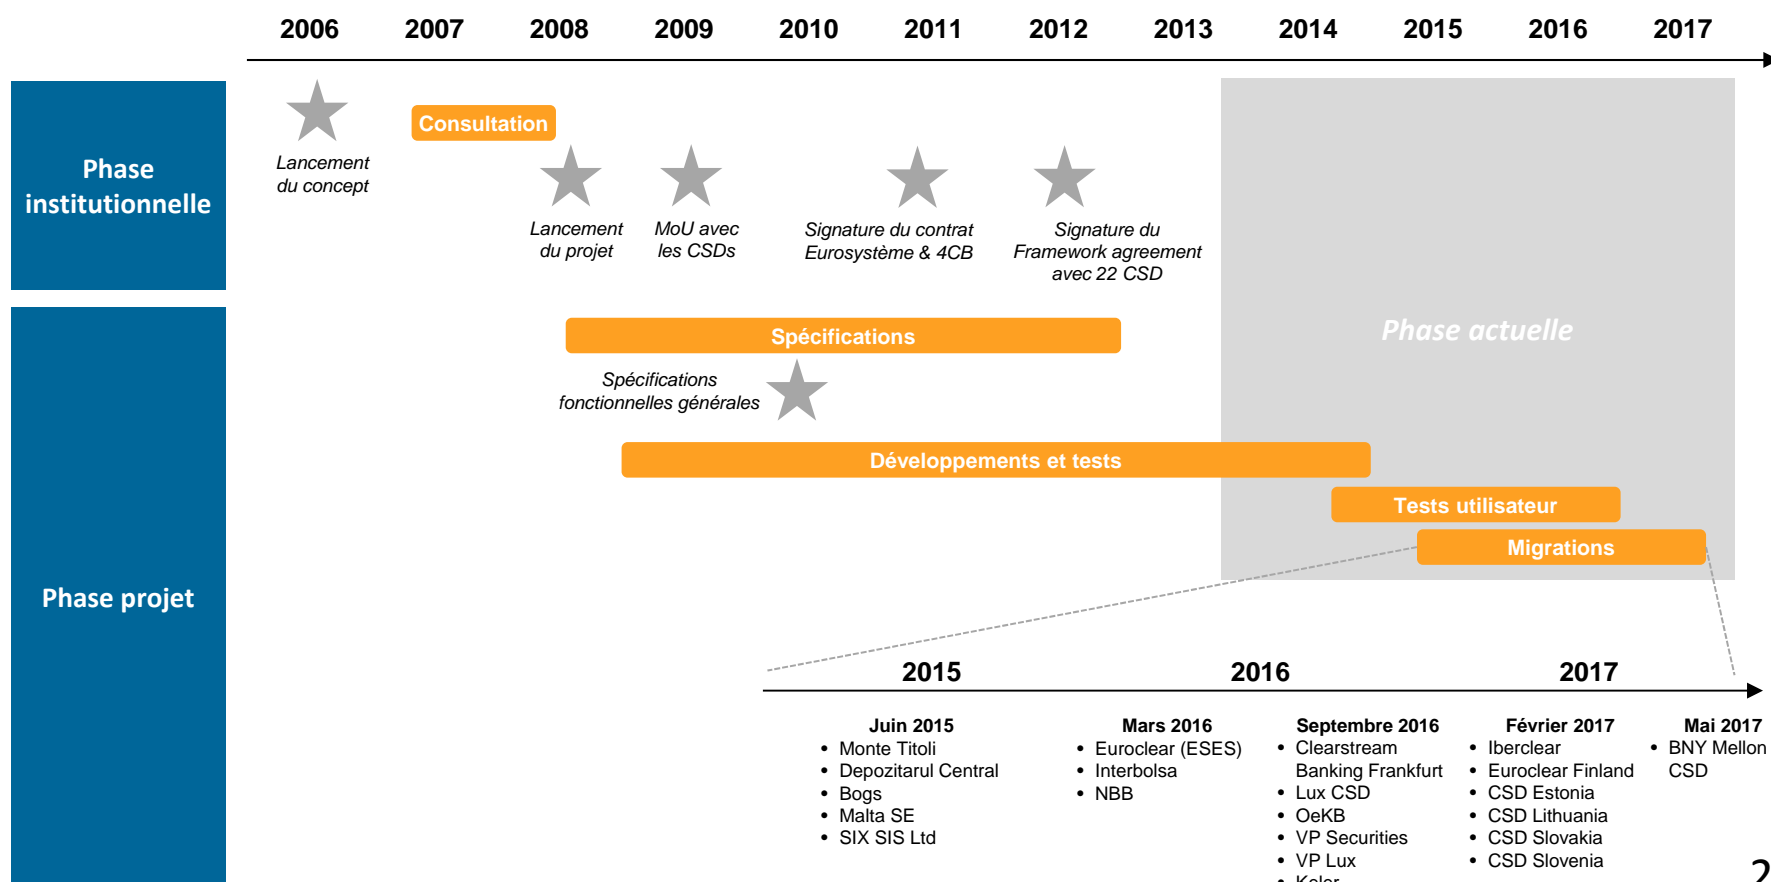 2006 2007 2008 2009 2010 2011 2012 2013 2014 2015 2016 2017
Phase
institutionnelle
Lancement
du concept
Consultation
Lancement
du projet
MoU avec
les CSDs
Signature du contrat
Eurosystème & 4CB
Signature du
Framework agreement
avec 22 CSD
Phase actuelle
Phase projet
Spécifications
Spécifications
fonctionnelles générales
Développements et tests
Tests utilisateur
Migrations
2015 2016 2017
Juin 2015
• Monte Titoli
• Depozitarul Central
• Bogs
• Malta SE
• SIX SIS Ltd
Mars 2016
• Euroclear (ESES)
• Interbolsa
• NBB
Septembre 2016
• Clearstream
Banking Frankfurt
• Lux CSD
• OeKB
• VP Securities
• VP Lux
Février 2017
• Iberclear
• Euroclear Finland
• CSD Estonia
• CSD Lithuania
• CSD Slovakia
• CSD Slovenia
Mai 2017
• BNY Mellon
CSD
2